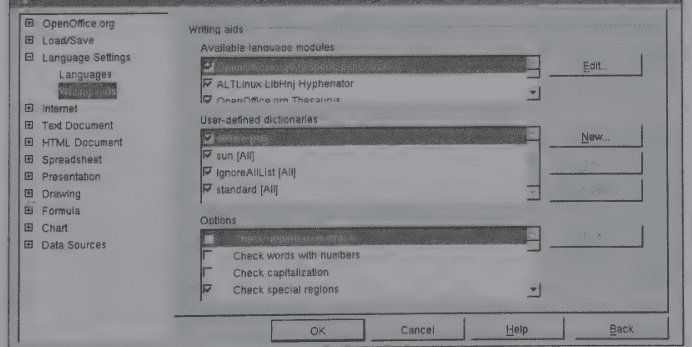 OpenOffice.org
Load/Save
Language Settings
Languages
Writing aids
Internet
Text Document
HTML Document
Spreadsheet
Presentation
Drawing
Formula
Chart
Data Sources
Writing aids
Available language modules
Edit...
ALTLinux LibHnj Hyphenator
OpenOffice.org Thesaurus
User-defined dictionaries
New...
sun [All]
IgnoreAllList [All]
standard [All]
Options
Check words with numbers
Check capitalization
Check special regions
OK
Cancel
Help
Back